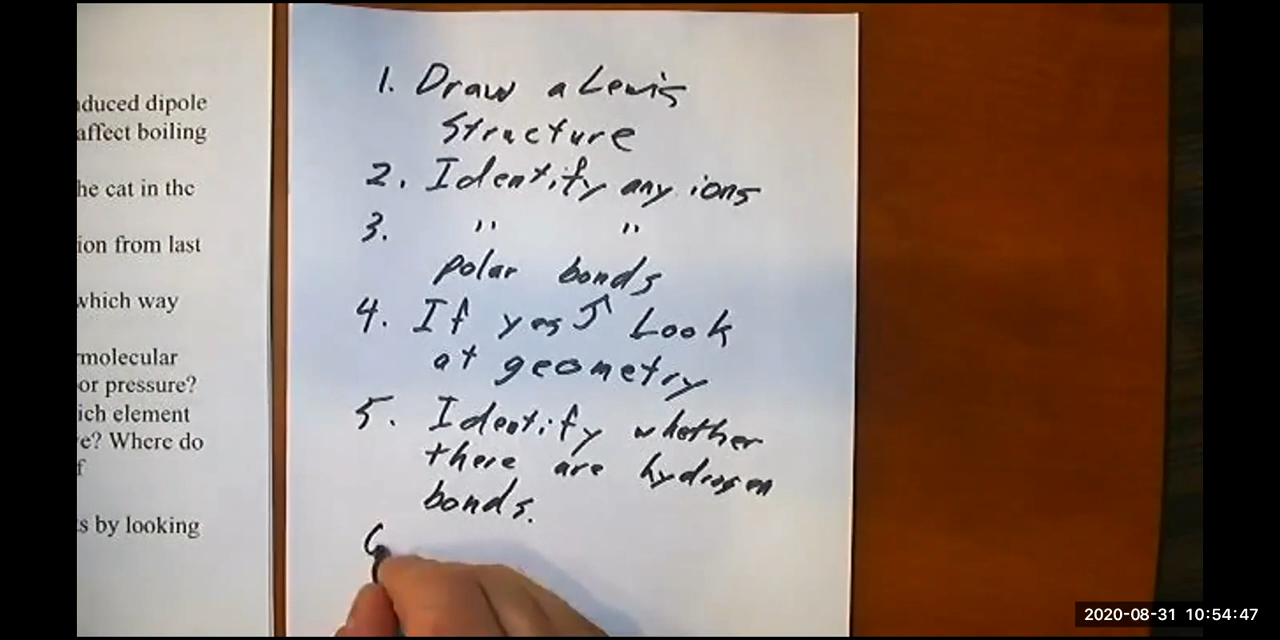 nduced dipole
affect boiling
he cat in the
ion from last
which way
molecular
or pressure?
ich element
e? Where do
f
s by looking
1. Draw a Lewis
Structure
2. Identify any ions
3. " "
polar bonds
4. If yes ↑ Look
at geometry
5. Identify whether
there are hydrogen
bonds.
6
2020-08-31 10:54:47